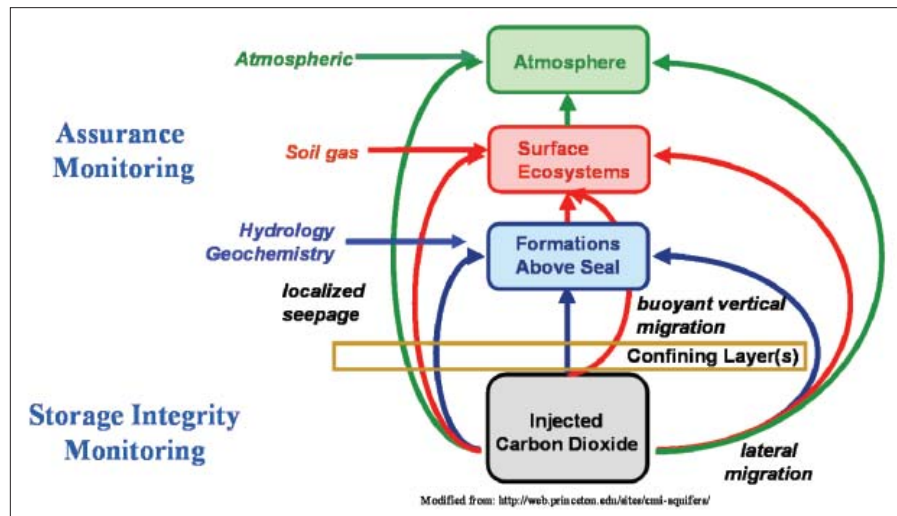 Atmospheric
Atmosphere
Assurance
Monitoring
Soil gas
Surface
Ecosystems
Hydrology
Geochemistry
Formations
Above Seal
localized
seepage
buoyant vertical
migration
Confining Layer(s)
Storage Integrity
Monitoring
Injected
Carbon Dioxide
lateral
migration
Modified from: http://web.princeton.edu/sites/cmi-aquifers/